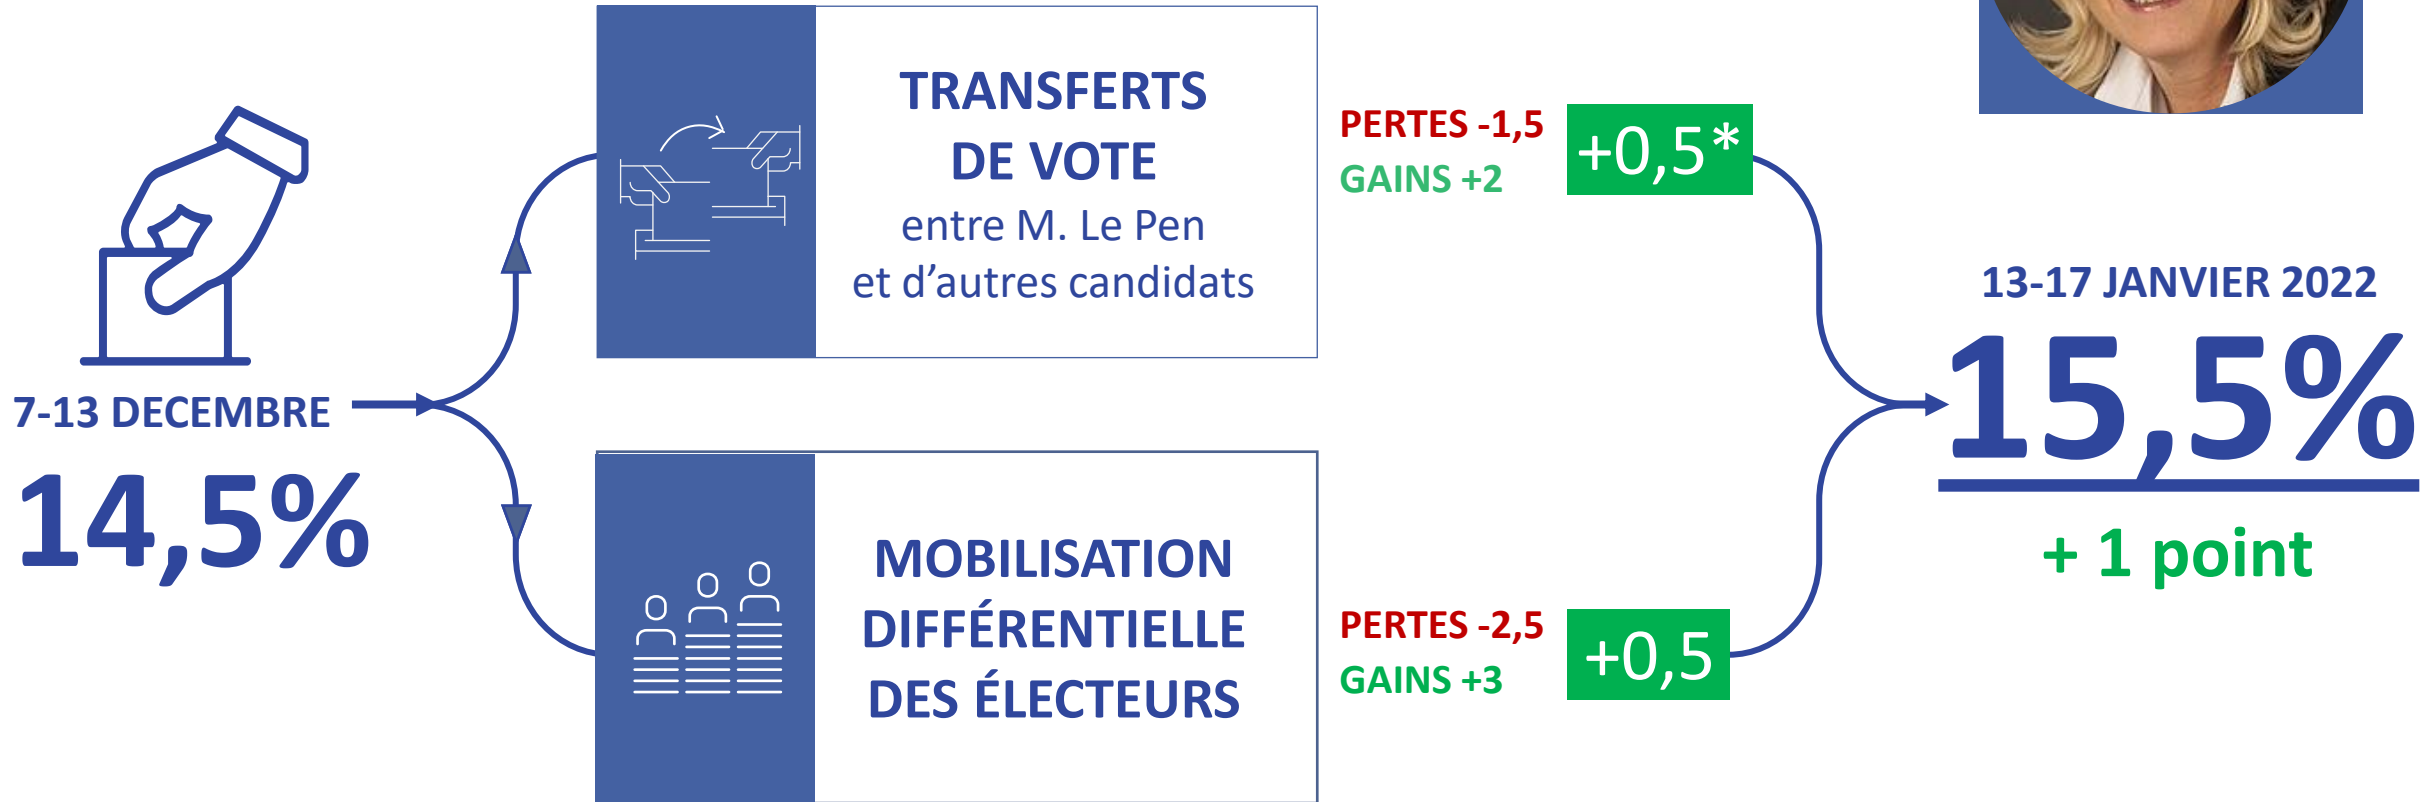 7-13 DECEMBRE
14,5%
TRANSFERTS
DE VOTE
entre M. Le Pen
et d'autres candidats
PERTES -1,5
GAINS +2
+0,5*
MOBILISATION
DIFFÉRENTIELLE
DES ÉLECTEURS
PERTES -2,5
GAINS +3
+0,5
13-17 JANVIER 2022
15,5%
+ 1 point